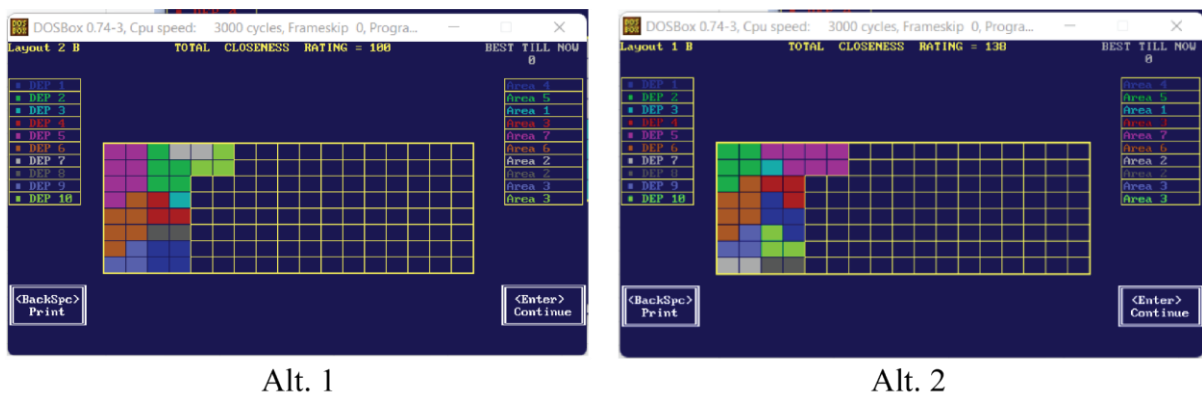 DOSBox 0.74-3, Cpu speed: 3000 cycles, Frameskip 0, Progra...
Layout 2 B TOTAL CLOSENESS RATING = 100 BEST TILL NOW
0
DEP 1 Area 4
DEP 2 Area 5
DEP 3 Area 1
DEP 4 Area 3
DEP 5 Area 7
DEP 6 Area 6
DEP 7 Area 2
DEP 8 Area 2
DEP 9 Area 3
DEP 10 Area 3
<BackSpc> <Enter>
Print Continue
Alt. 1
DOSBox 0.74-3, Cpu speed: 3000 cycles, Frameskip 0, Progra...
Layout 1 B TOTAL CLOSENESS RATING = 138 BEST TILL NOW
0
DEP 1 Area 4
DEP 2 Area 5
DEP 3 Area 1
DEP 4 Area 3
DEP 5 Area 7
DEP 6 Area 6
DEP 7 Area 2
DEP 8 Area 2
DEP 9 Area 3
DEP 10 Area 3
<BackSpc> <Enter>
Print Continue
Alt. 2